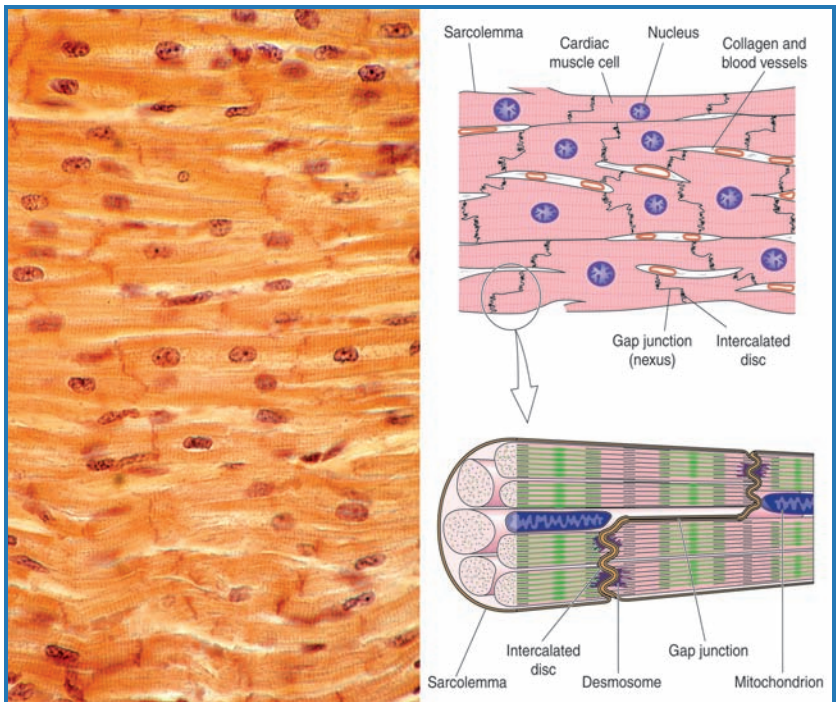 Sarcolemma
Cardiac
muscle cell
Nucleus
Collagen and
blood vessels
Gap junction
(nexus)
Intercalated
disc
Intercalated
disc
Gap junction
Sarcolemma
Desmosome
Mitochondrion